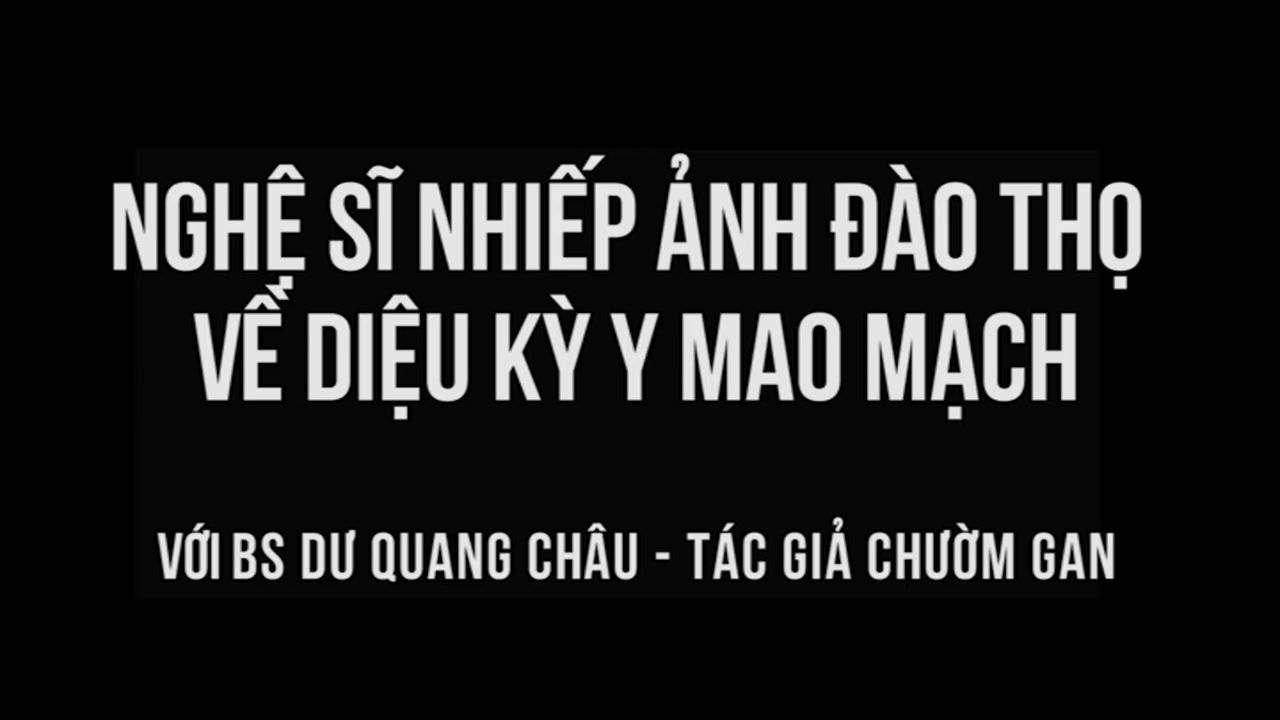 NGHỆ SĨ NHIẾP ẢNH ĐÀO THỌ
VỀ DIỆU KỲ Y MAO MẠCH
VỚI BS DƯ QUANG CHÂU - TÁC GIẢ CHƯỜM GAN